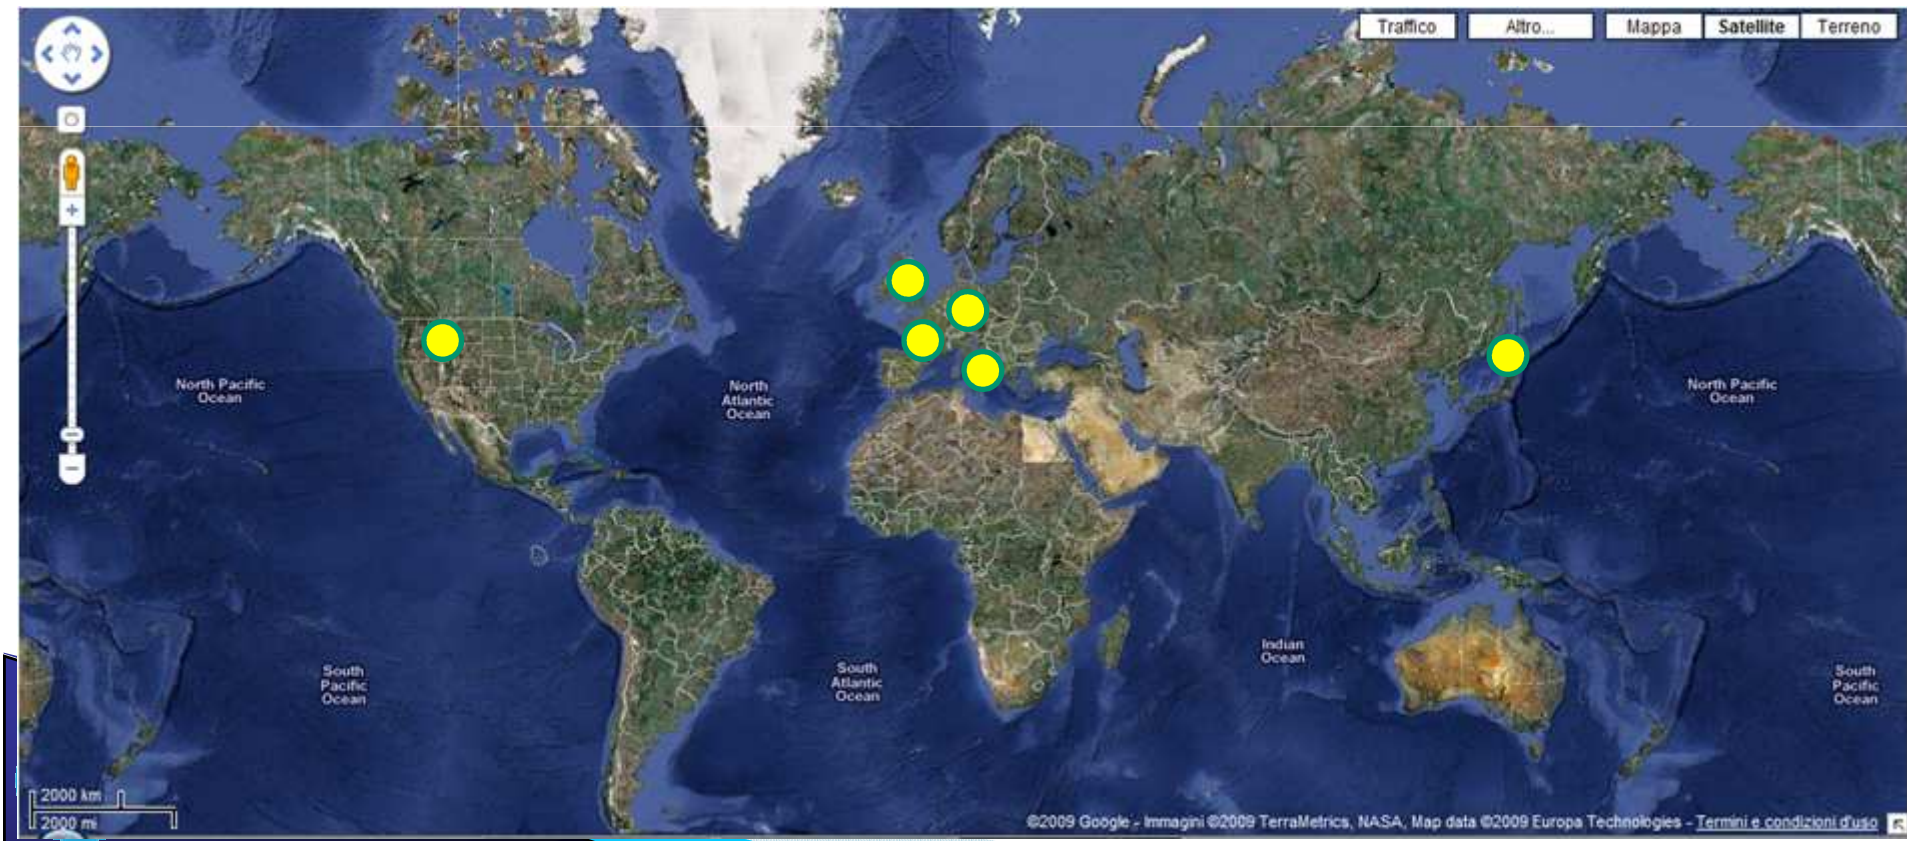 Traffico
Altro...
Mappa
Satellite
Terreno
North Pacific
Ocean
North
Atlantic
Ocean
North Pacific
Ocean
South
Pacific
Ocean
South
Atlantic
Ocean
Indian
Ocean
South
Pacific
Ocean
2000 km
2000 mi
©2009 Google - Immagini ©2009 TerraMetrics, NASA, Map data ©2009 Europa Technologies - Termini e condizioni d'uso